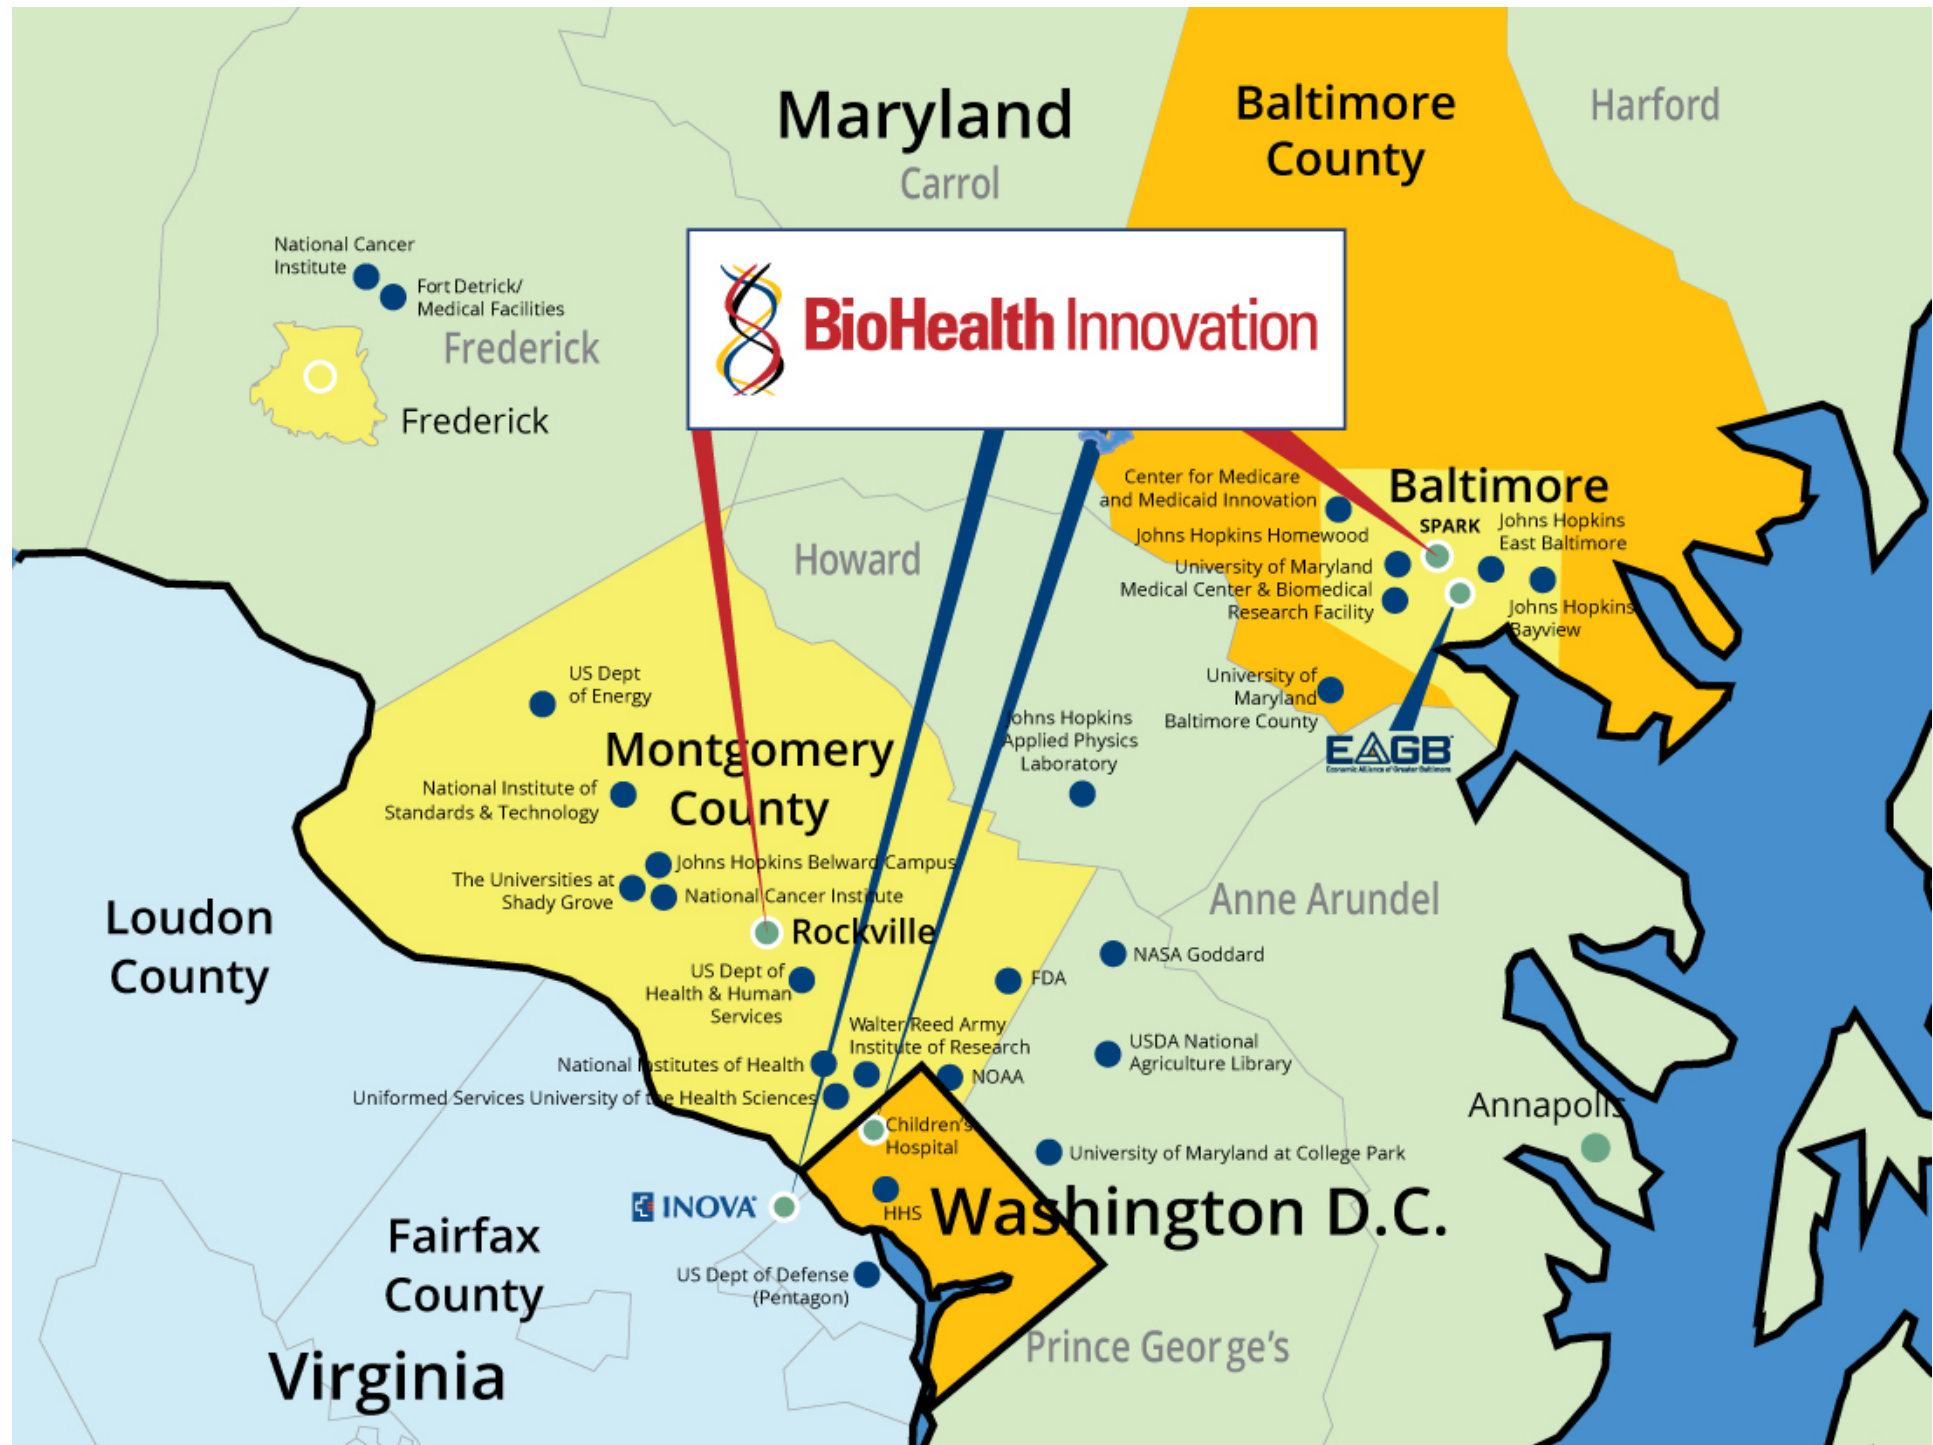 Maryland
Carrol
Baltimore
County
Harford
National Cancer
Institute
Fort Detrick/
Medical Facilities
Frederick
Frederick
BioHealth Innovation
Center for Medicare
and Medicaid Innovation
Baltimore
SPARK
Johns Hopkins
East Baltimore
Johns Hopkins Homewood
University of Maryland
Medical Center & Biomedical
Research Facility
Johns Hopkins
Bayview
Howard
University of
Maryland
Baltimore County
EAGB
Economic Alliance of Greater Baltimore
US Dept
of Energy
Montgomery
County
Johns Hopkins
Applied Physics
Laboratory
National Institute of
Standards & Technology
Johns Hopkins Belward Campus
The Universities at
Shady Grove
National Cancer Institute
Rockville
Loudon
County
Anne Arundel
NASA Goddard
US Dept of
Health & Human
Services
FDA
Walter Reed Army
Institute of Research
USDA National
Agriculture Library
National Institutes of Health
NOAA
Uniformed Services University of the Health Sciences
Annapolis
Children's
Hospital
University of Maryland at College Park
INOVA
HHS
Washington D.C.
Fairfax
County
US Dept of Defense
(Pentagon)
Prince George's
Virginia